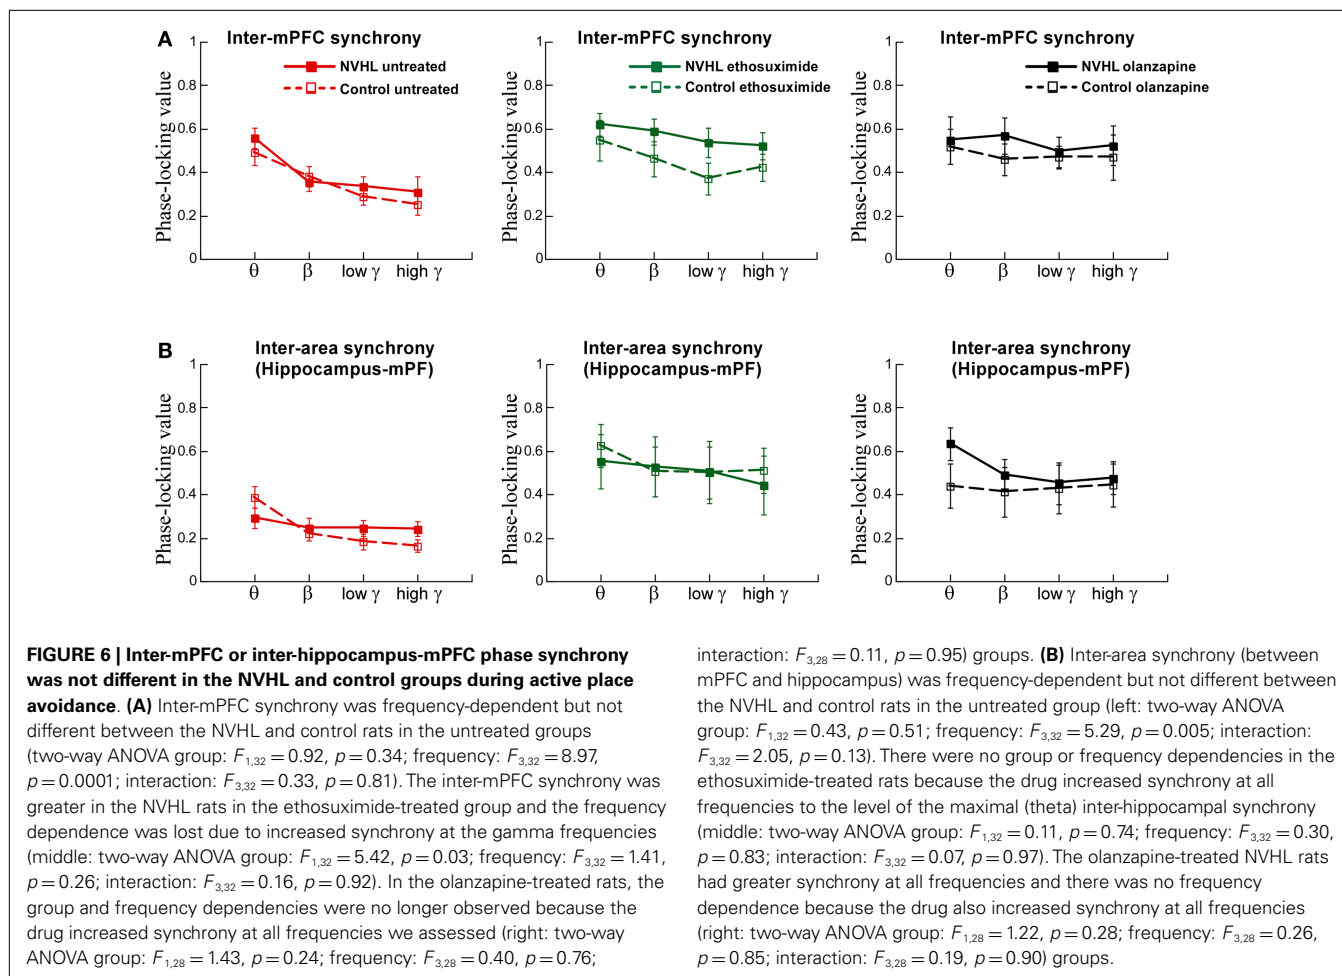 A
Inter-mPFC synchrony
NVHL untreated
Control untreated
Phase-locking value
1
0.8
0.6
0.4
0.2
0
θ β low γ high γ
Inter-mPFC synchrony
NVHL ethosuximide
Control ethosuximide
Phase-locking value
1
0.8
0.6
0.4
0.2
0
θ β low γ high γ
Inter-mPFC synchrony
NVHL olanzapine
Control olanzapine
Phase-locking value
1
0.8
0.6
0.4
0.2
0
θ β low γ high γ
B
Inter-area synchrony
(Hippocampus-mPF)
Phase-locking value
1
0.8
0.6
0.4
0.2
0
θ β low γ high γ
Inter-area synchrony
(Hippocampus-mPF)
Phase-locking value
1
0.8
0.6
0.4
0.2
0
θ β low γ high γ
Inter-area synchrony
(Hippocampus-mPF)
Phase-locking value
1
0.8
0.6
0.4
0.2
0
θ β low γ high γ
FIGURE 6 | Inter-mPFC or inter-hippocampus-mPFC phase synchrony
was not different in the NVHL and control groups during active place
avoidance. (A) Inter-mPFC synchrony was frequency-dependent but not
different between the NVHL and control rats in the untreated groups
(two-way ANOVA group: F1,32 = 0.92, p = 0.34; frequency: F3,32 = 8.97,
p = 0.0001; interaction: F3,32 = 0.33, p = 0.81). The inter-mPFC synchrony was
greater in the NVHL rats in the ethosuximide-treated group and the frequency
dependence was lost due to increased synchrony at the gamma frequencies
(middle: two-way ANOVA group: F1,32 = 5.42, p = 0.03; frequency: F3,32 = 1.41,
p = 0.26; interaction: F3,32 = 0.16, p = 0.92). In the olanzapine-treated rats, the
group and frequency dependencies were no longer observed because the
drug increased synchrony at all frequencies we assessed (right: two-way
ANOVA group: F1,28 = 1.43, p = 0.24; frequency: F3,28 = 0.40, p = 0.76;
interaction: F3,28 = 0.11, p = 0.95) groups. (B) Inter-area synchrony (between
mPFC and hippocampus) was frequency-dependent but not different between
the NVHL and control rats in the untreated group (left: two-way ANOVA
group: F1,32 = 0.43, p = 0.51; frequency: F3,32 = 5.29, p = 0.005; interaction:
F3,32 = 2.05, p = 0.13). There were no group or frequency dependencies in the
ethosuximide-treated rats because the drug increased synchrony at all
frequencies to the level of the maximal (theta) inter-hippocampal synchrony
(middle: two-way ANOVA group: F1,32 = 0.11, p = 0.74; frequency: F3,32 = 0.30,
p = 0.83; interaction: F3,32 = 0.07, p = 0.97). The olanzapine-treated NVHL rats
had greater synchrony at all frequencies and there was no frequency
dependence because the drug also increased synchrony at all frequencies
(right: two-way ANOVA group: F1,28 = 1.22, p = 0.28; frequency: F3,28 = 0.26,
p = 0.85; interaction: F3,28 = 0.19, p = 0.90) groups.